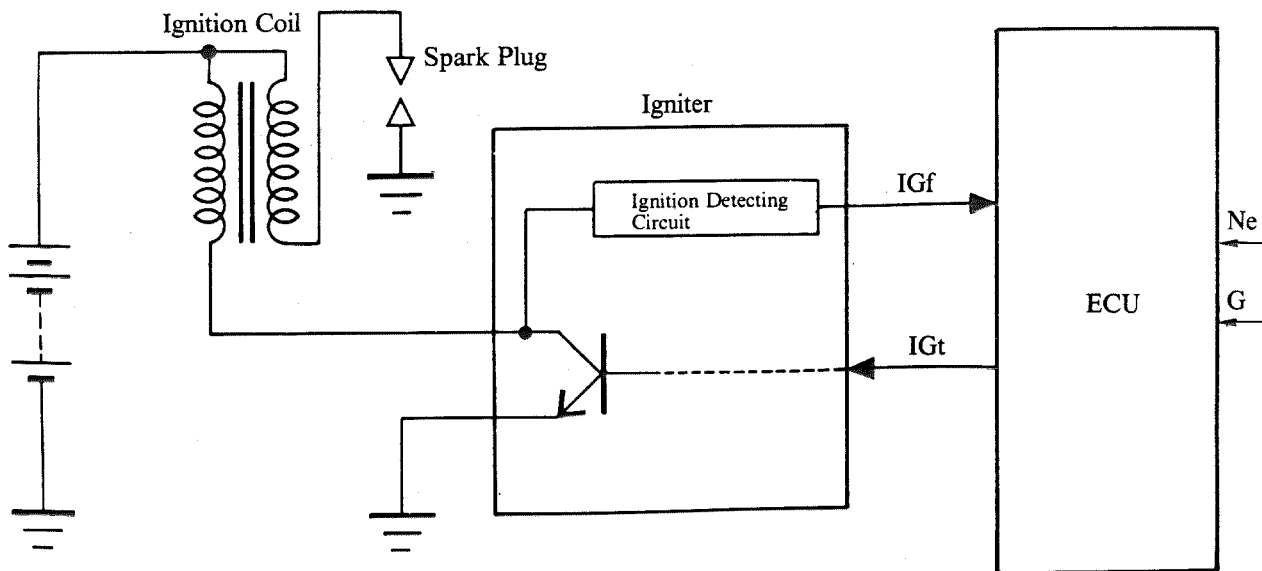 Ignition Coil
Spark Plug
Igniter
Ignition Detecting
Circuit
IGf
Ne
G
ECU
IGt